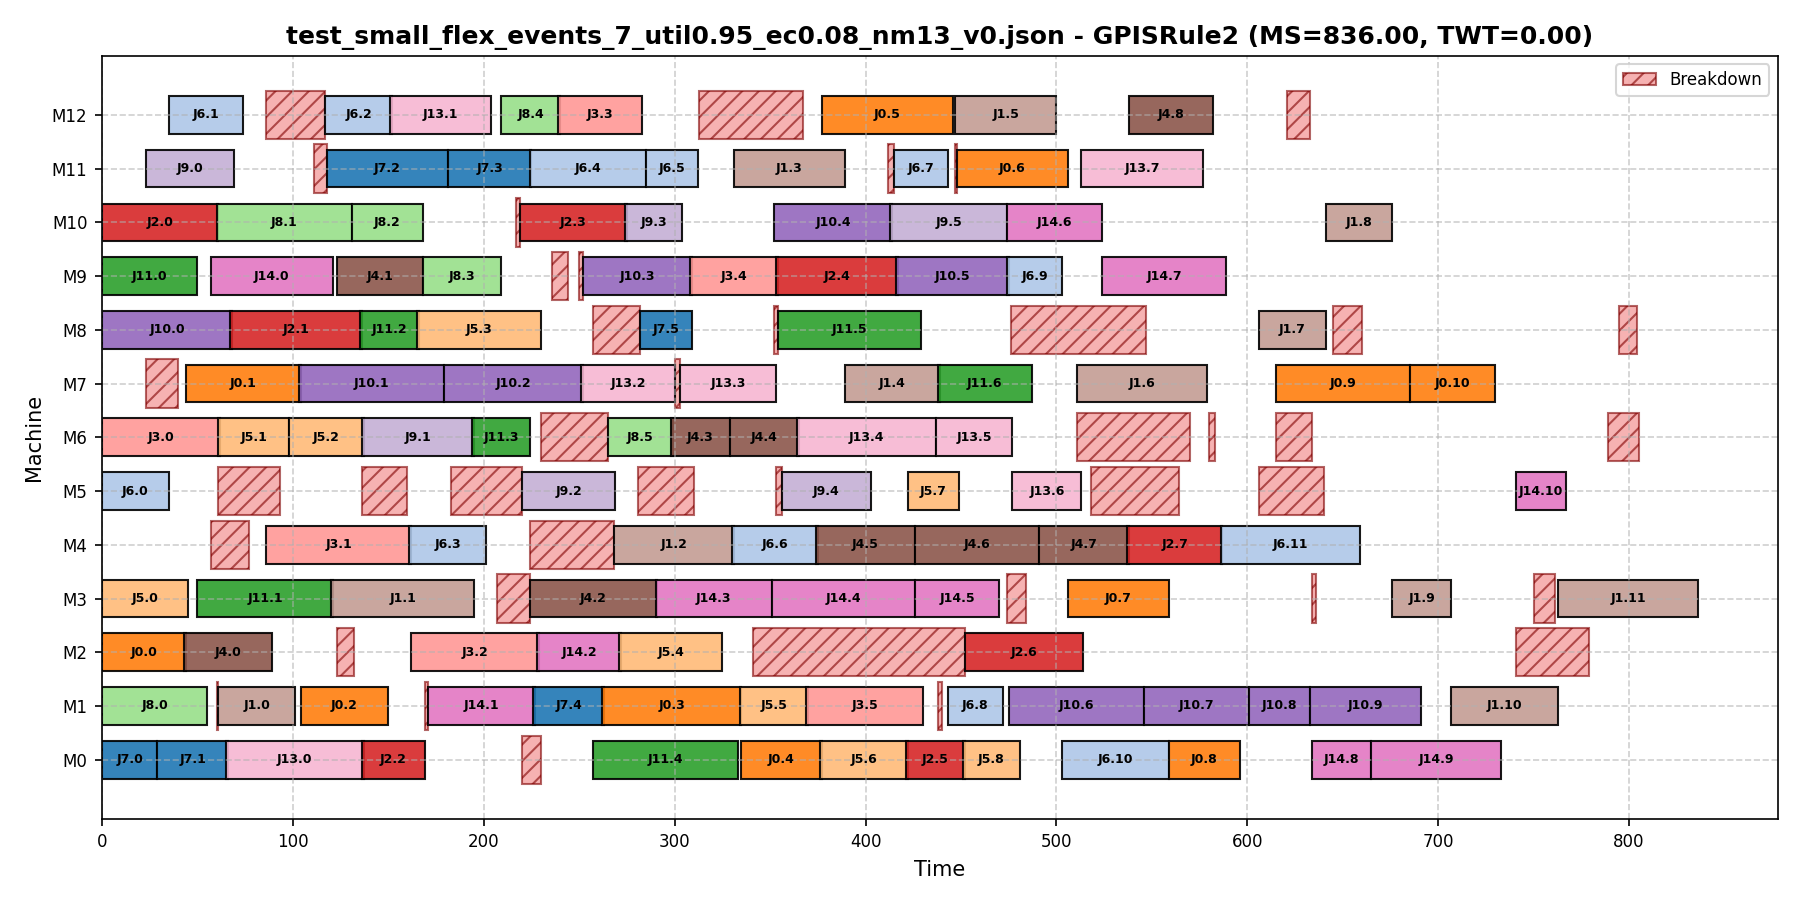 test_small_flex_events_7_util0.95_ec0.08_nm13_v0.json - GPISRule2 (MS=836.00, TWT=0.00)
Breakdown
M12 J6.1 J6.2 J13.1 J8.4 J3.3 J0.5 J1.5 J4.8
M11 J9.0 J7.2 J7.3 J6.4 J6.5 J1.3 J6.7 J0.6 J13.7
M10 J2.0 J8.1 J8.2 J2.3 J9.3 J10.4 J9.5 J14.6 J1.8
M9 J11.0 J14.0 J4.1 J8.3 J10.3 J3.4 J2.4 J10.5 J6.9 J14.7
M8 J10.0 J2.1 J11.2 J5.3 J7.5 J11.5 J1.7
M7 J0.1 J10.1 J10.2 J13.2 J13.3 J1.4 J11.6 J1.6 J0.9 J0.10
M6 J3.0 J5.1 J5.2 J9.1 J11.3 J8.5 J4.3 J4.4 J13.4 J13.5
M5 J6.0 J9.2 J9.4 J5.7 J13.6 J14.10
M4 J3.1 J6.3 J1.2 J6.6 J4.5 J4.6 J4.7 J2.7 J6.11
M3 J5.0 J11.1 J1.1 J4.2 J14.3 J14.4 J14.5 J0.7 J1.9 J1.11
M2 J0.0 J4.0 J3.2 J14.2 J5.4 J2.6
M1 J8.0 J1.0 J0.2 J14.1 J7.4 J0.3 J5.5 J3.5 J6.8 J10.6 J10.7 J10.8 J10.9 J1.10
M0 J7.0 J7.1 J13.0 J2.2 J11.4 J0.4 J5.6 J2.5 J5.8 J6.10 J0.8 J14.8 J14.9
Machine
0 100 200 300 400 500 600 700 800
Time